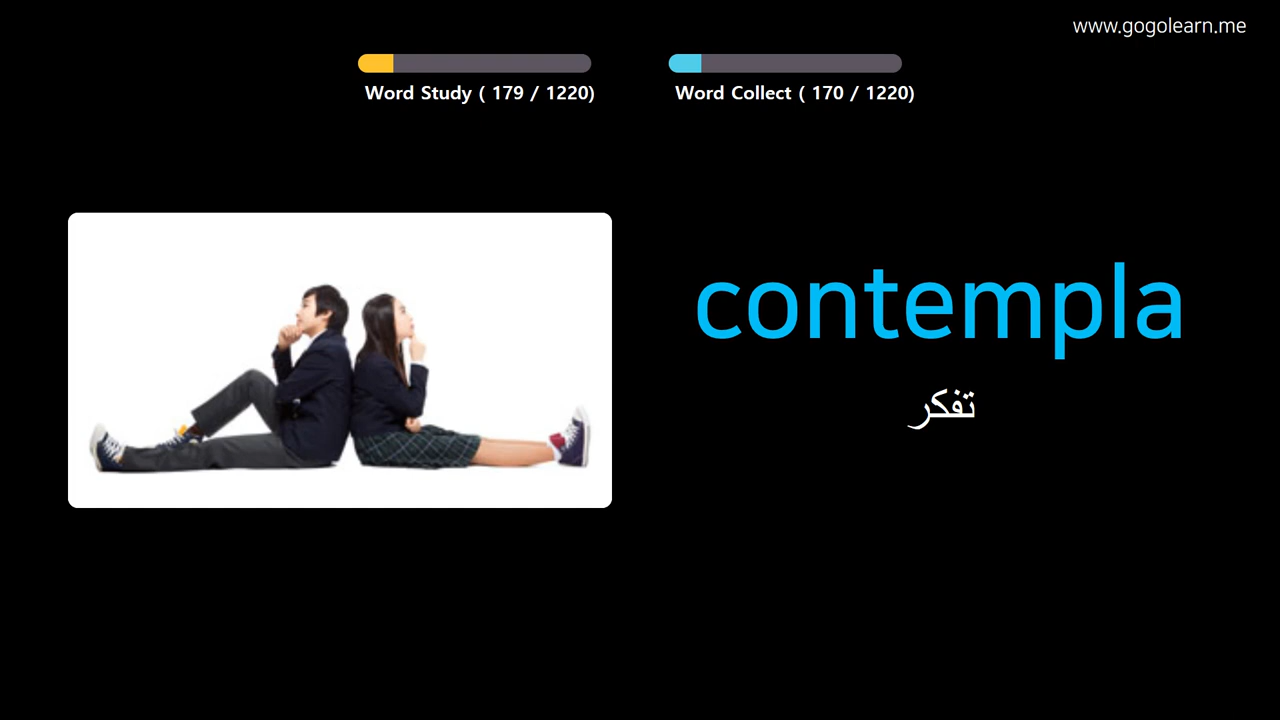 www.gogolearn.me
Word Study ( 179 / 1220)
Word Collect ( 170 / 1220)
contempla
تفكر